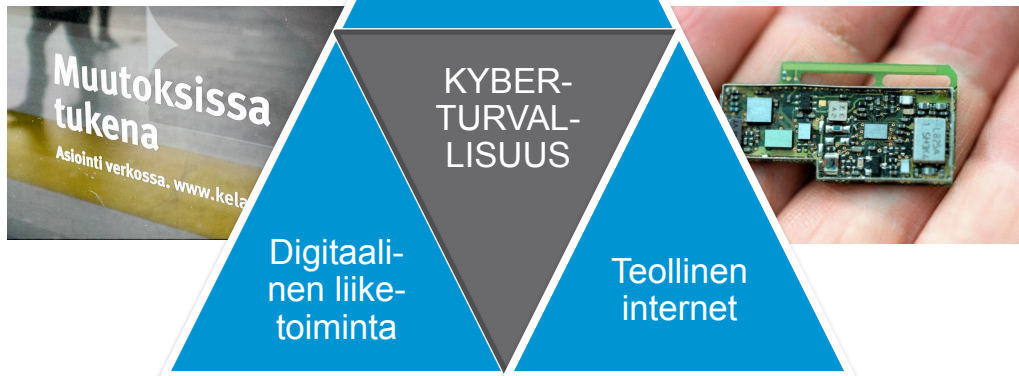 Muutoksissa
tukena
Asiointi verkossa. www.kela
KYBER-
TURVAL-
LISUUS
Digitaali-
nen liike-
toiminta
Teollinen
internet